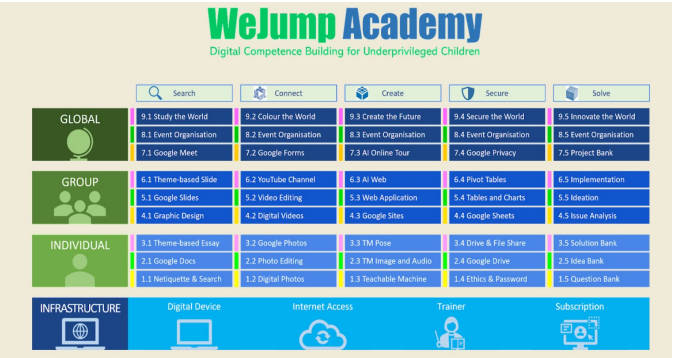 WeJump Academy
Digital Competence Building for Underprivileged Children
Search Connect Create Secure Solve
GLOBAL
9.1 Study the World 9.2 Colour the World 9.3 Create the Future 9.4 Secure the World 9.5 Innovate the World
8.1 Event Organisation 8.2 Event Organisation 8.3 Event Organisation 8.4 Event Organisation 8.5 Event Organisation
7.1 Google Meet 7.2 Google Forms 7.3 AI Online Tour 7.4 Google Privacy 7.5 Project Bank
GROUP
6.1 Theme-based Slide 6.2 YouTube Channel 6.3 AI Web 6.4 Pivot Tables 6.5 Implementation
5.1 Google Slides 5.2 Video Editing 5.3 Web Application 5.4 Tables and Charts 5.5 Ideation
4.1 Graphic Design 4.2 Digital Videos 4.3 Google Sites 4.4 Google Sheets 4.5 Issue Analysis
INDIVIDUAL
3.1 Theme-based Essay 3.2 Google Photos 3.3 TM Pose 3.4 Drive & File Share 3.5 Solution Bank
2.1 Google Docs 2.2 Photo Editing 2.3 TM Image and Audio 2.4 Google Drive 2.5 Idea Bank
1.1 Netiquette & Search 1.2 Digital Photos 1.3 Teachable Machine 1.4 Ethics & Password 1.5 Question Bank
INFRASTRUCTURE Digital Device Internet Access Trainer Subscription